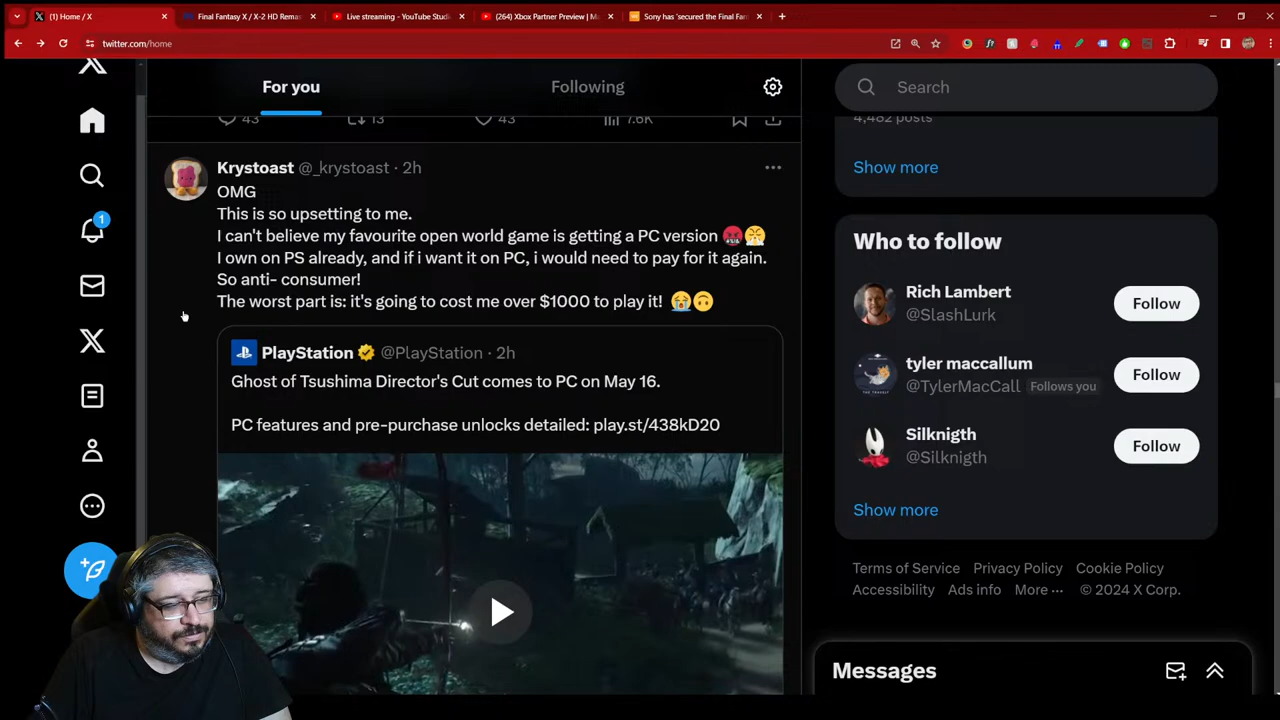 (1) Home / X
Final Fantasy X / X-2 HD Remas
Live streaming - YouTube Studi
(264) Xbox Partner Preview | Ma
Sony has 'secured the Final Fan
twitter.com/home
For you
Following
Search
43
13
43
7.6K
4,482 posts
Show more
Krystoast @_krystoast · 2h
OMG
This is so upsetting to me.
I can't believe my favourite open world game is getting a PC version 🤬😤
I own on PS already, and if i want it on PC, i would need to pay for it again.
So anti- consumer!
The worst part is: it's going to cost me over $1000 to play it! 😭🙃
PlayStation @PlayStation · 2h
Ghost of Tsushima Director's Cut comes to PC on May 16.
PC features and pre-purchase unlocks detailed: play.st/438kD20
1
Who to follow
Rich Lambert
@SlashLurk
Follow
tyler maccallum
@TylerMacCall Follows you
Follow
Silknigth
@Silknigth
Follow
Show more
Terms of Service Privacy Policy Cookie Policy
Accessibility Ads info More ··· © 2024 X Corp.
Messages